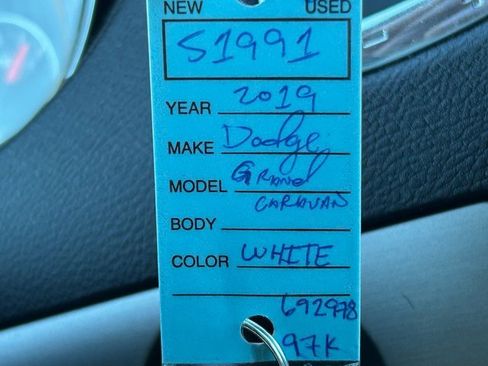 NEW USED
S1991
YEAR 2019
MAKE Dodge
MODEL Grand
CARAVAN
BODY
COLOR WHITE
692978
97K